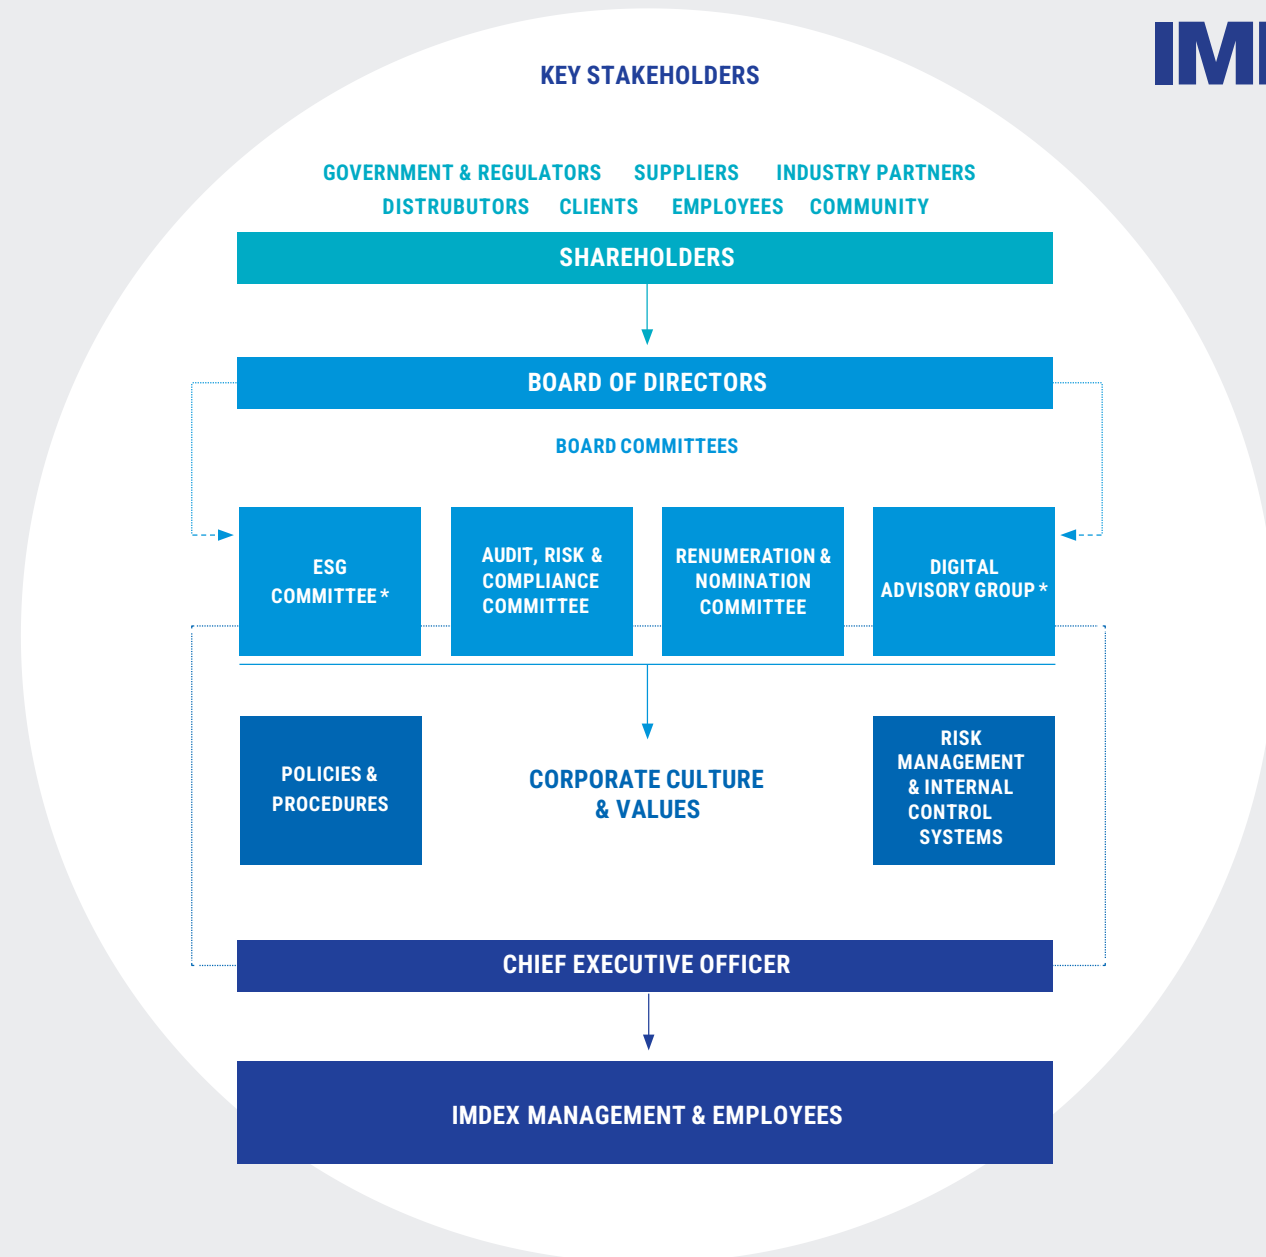 IM
KEY STAKEHOLDERS
GOVERNMENT & REGULATORS SUPPLIERS INDUSTRY PARTNERS
DISTRUBUTORS CLIENTS EMPLOYEES COMMUNITY
SHAREHOLDERS
BOARD OF DIRECTORS
BOARD COMMITTEES
ESG
COMMITTEE *
AUDIT, RISK &
COMPLIANCE
COMMITTEE
RENUMERATION &
NOMINATION
COMMITTEE
DIGITAL
ADVISORY GROUP *
POLICIES &
PROCEDURES
CORPORATE CULTURE
& VALUES
RISK
MANAGEMENT
& INTERNAL
CONTROL
SYSTEMS
CHIEF EXECUTIVE OFFICER
IMDEX MANAGEMENT & EMPLOYEES